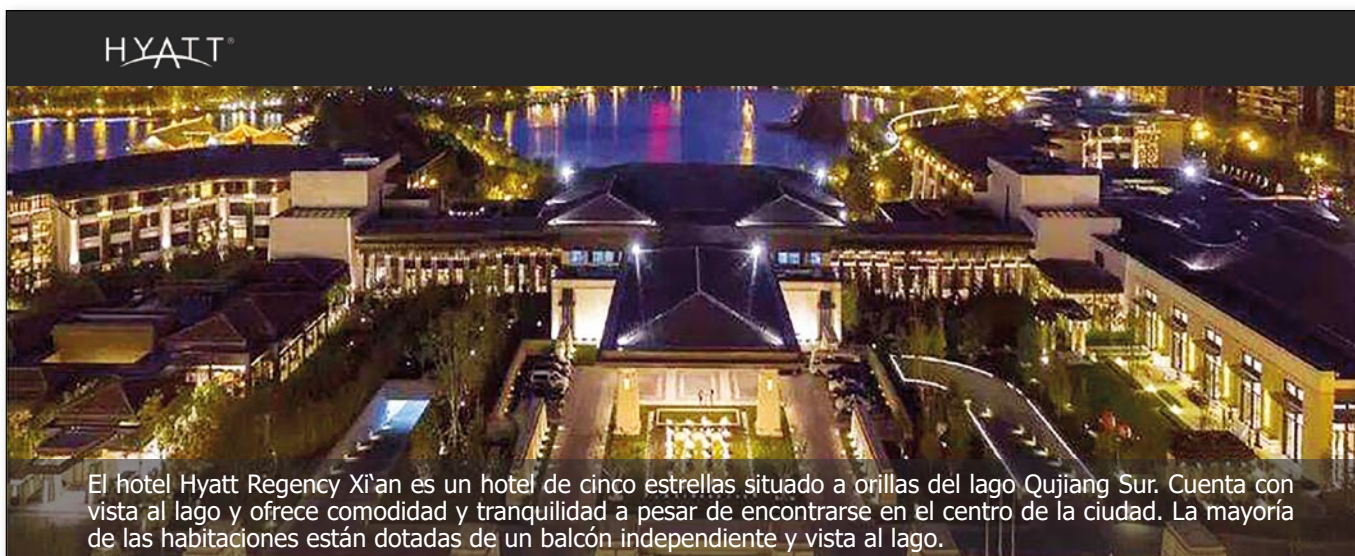 HYATT®
El hotel Hyatt Regency Xi‘an es un hotel de cinco estrellas situado a orillas del lago Qujiang Sur. Cuenta con
vista al lago y ofrece comodidad y tranquilidad a pesar de encontrarse en el centro de la ciudad. La mayoría
de las habitaciones están dotadas de un balcón independiente y vista al lago.